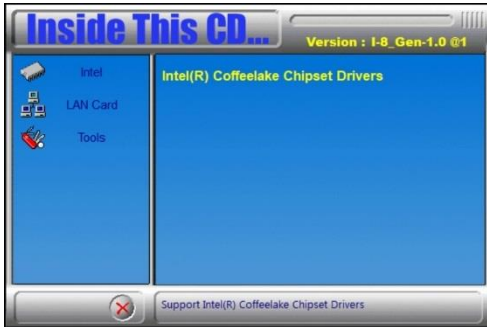 Inside This CD...
Version : I-8_Gen-1.0 @1
Intel
LAN Card
Tools
Intel(R) Coffeelake Chipset Drivers
Support Intel(R) Coffeelake Chipset Drivers